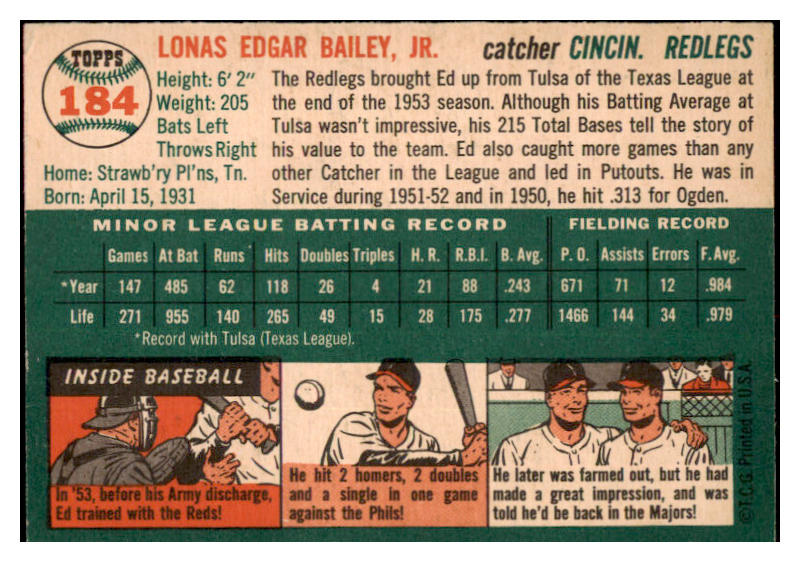 TOPPS
184
LONAS EDGAR BAILEY, JR. catcher CINCIN. REDLEGS
Height: 6' 2"
Weight: 205
Bats Left
Throws Right
Home: Strawb'ry Pl'ns, Tn.
Born: April 15, 1931
The Redlegs brought Ed up from Tulsa of the Texas League at
the end of the 1953 season. Although his Batting Average at
Tulsa wasn't impressive, his 215 Total Bases tell the story of
his value to the team. Ed also caught more games than any
other Catcher in the League and led in Putouts. He was in
Service during 1951-52 and in 1950, he hit .313 for Ogden.
MINOR LEAGUE BATTING RECORD FIELDING RECORD
Games At Bat Runs Hits Doubles Triples H. R. R.B.I. B. Avg. P. O. Assists Errors F. Avg.
*Year 147 485 62 118 26 4 21 88 .243 671 71 12 .984
Life 271 955 140 265 49 15 28 175 .277 1466 144 34 .979
*Record with Tulsa (Texas League).
INSIDE BASEBALL
In '53, before his Army discharge,
Ed trained with the Reds!
He hit 2 homers, 2 doubles
and a single in one game
against the Phils!
He later was farmed out, but he had
made a great impression, and was
told he'd be back in the Majors!
©T.C.G. Printed in U.S.A.